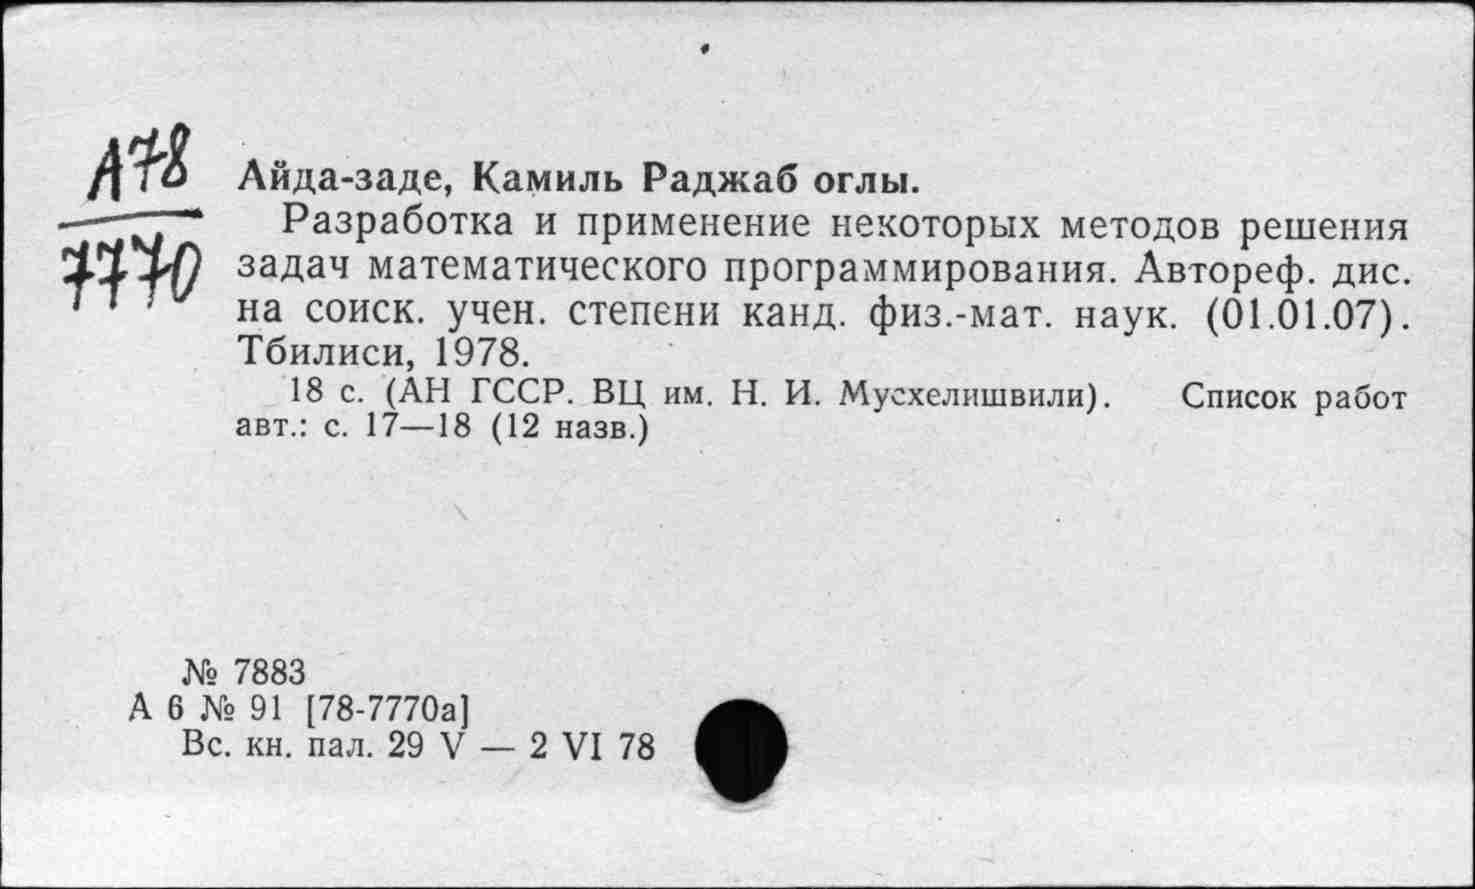 А78
7770
Айда-заде, Камиль Раджаб оглы.
Разработка и применение некоторых методов решения
задач математического программирования. Автореф. дис.
на соиск. учен. степени канд. физ.-мат. наук. (01.01.07).
Тбилиси, 1978.
18 с. (АН ГССР. ВЦ им. Н. И. Мусхелишвили). Список работ
авт.: с. 17—18 (12 назв.)
№ 7883
А 6 № 91 [78-7770а]
Вс. кн. пал. 29 V — 2 VI 78